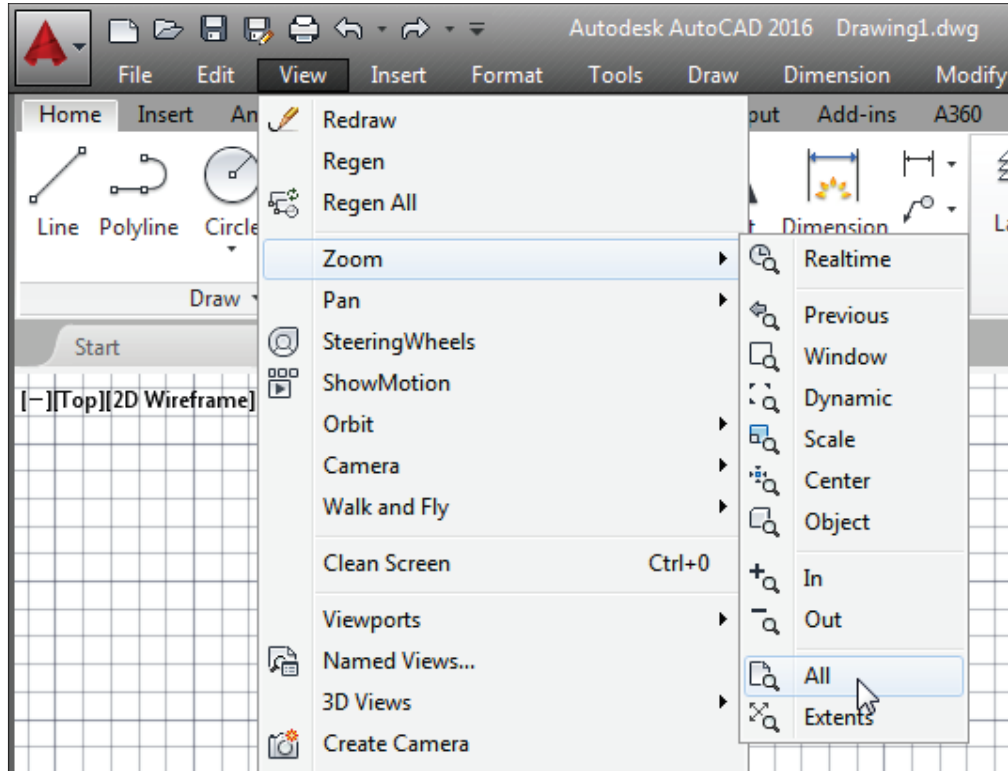 Autodesk AutoCAD 2016 Drawing1.dwg
File Edit View Insert Format Tools Draw Dimension Modify
Home Insert Add-ins A360
Redraw
Regen
Regen All
Line Polyline Circle Dimension
Zoom
Realtime
Draw
Pan
Previous
Start
SteeringWheels
Window
ShowMotion
[−][Top][2D Wireframe]
Dynamic
Orbit
Scale
Camera
Center
Walk and Fly
Object
Clean Screen Ctrl+0
In
Viewports
Out
Named Views...
All
3D Views
Extents
Create Camera